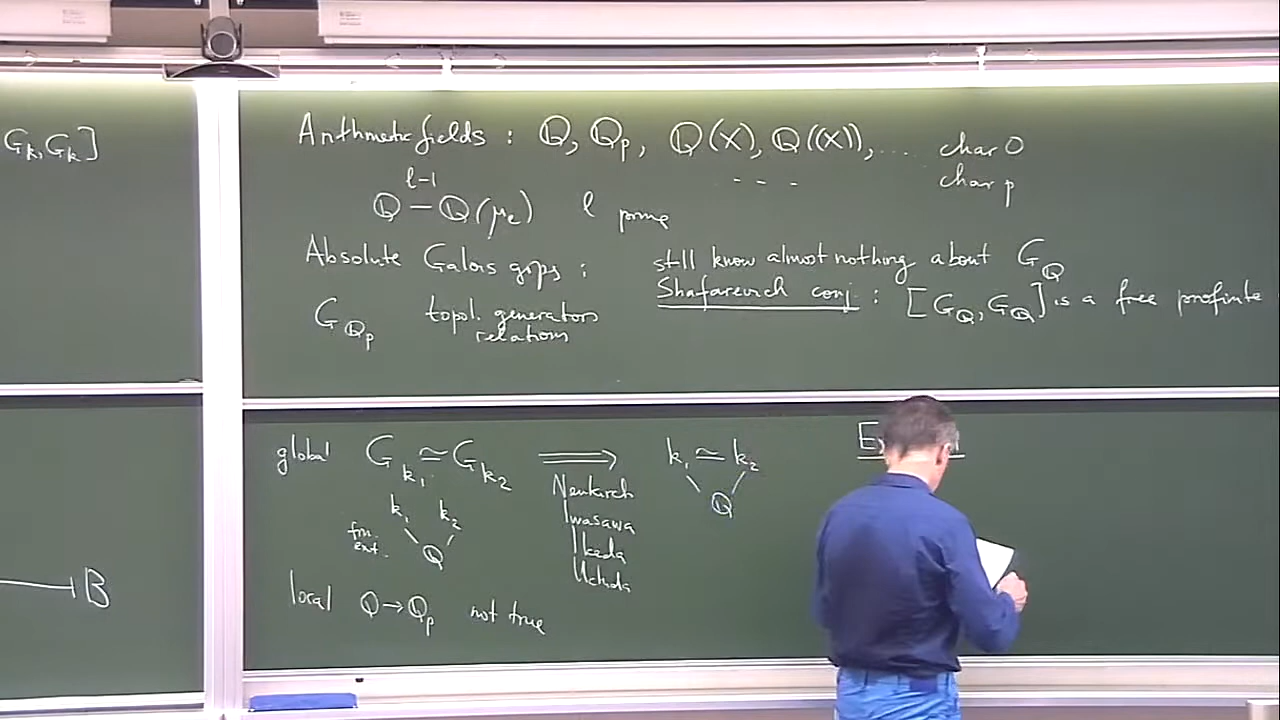 G_k, G_k]
B
Arithmetic fields : ℚ, ℚ_p, ℚ(X), ℚ((X)), .... char 0
- - - char p
l-1
ℚ — ℚ(μ_l) l prime
Absolute Galois gps : still know almost nothing about G_ℚ
Shafarevich conj. : [G_ℚ, G_ℚ] is a free profinite
G_ℚ_p topl. generators
relations
global G_k₁ ≃ G_k₂ ⟹ k₁ ≃ k₂
k₁ k₂ Neukirch ℚ
fin. ext. ℚ Iwasawa
Ikeda
Uchida
local ℚ → ℚ_p not true